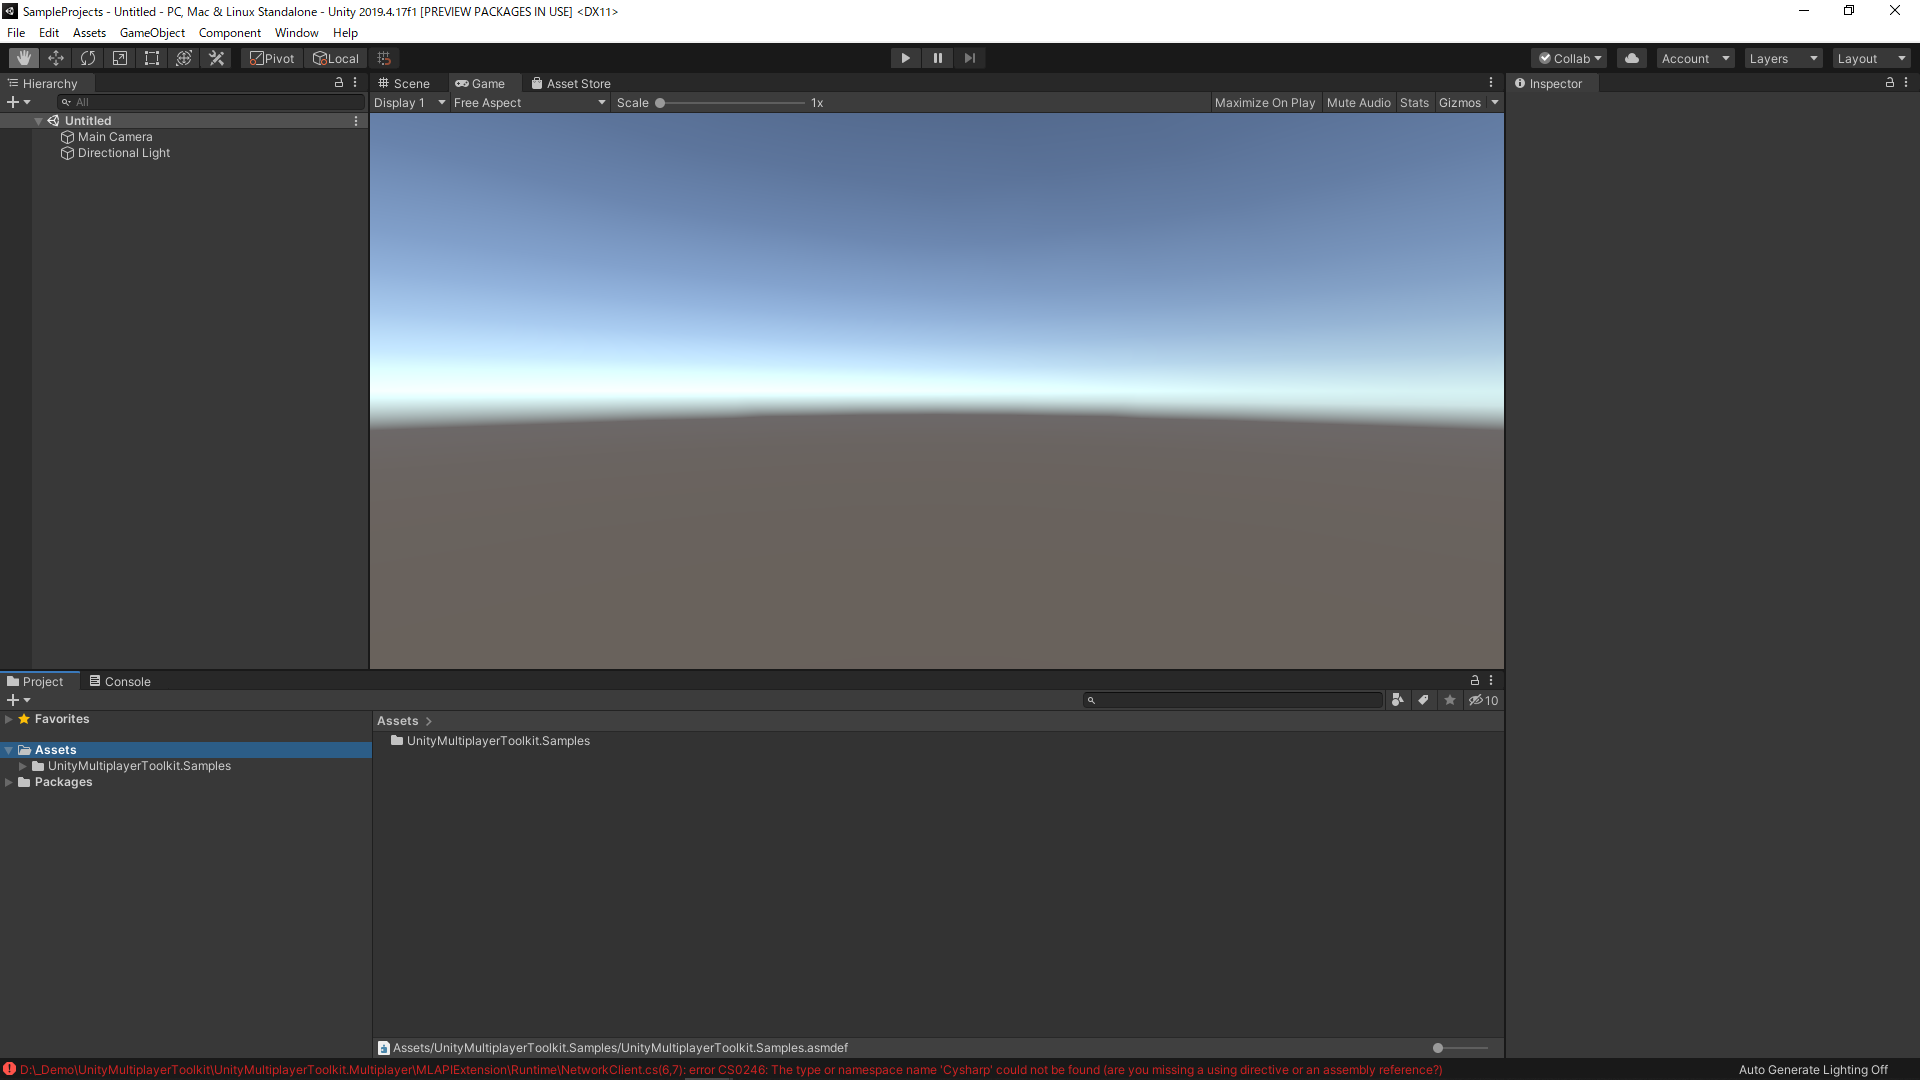 SampleProjects - Untitled - PC, Mac & Linux Standalone - Unity 2019.4.17f1 [PREVIEW PACKAGES IN USE] <DX11>
File Edit Assets GameObject Component Window Help
Pivot Local Collab Account Layers Layout
Hierarchy
All
Untitled
Main Camera
Directional Light
Scene Game Asset Store
Display 1 Free Aspect Scale 1x Maximize On Play Mute Audio Stats Gizmos
Inspector
Project Console
10
Favorites
Assets
UnityMultiplayerToolkit.Samples
Packages
Assets
UnityMultiplayerToolkit.Samples
Assets/UnityMultiplayerToolkit.Samples/UnityMultiplayerToolkit.Samples.asmdef
D:\_Demo\UnityMultiplayerToolkit\UnityMultiplayerToolkit.Multiplayer\MLAPIExtension\Runtime\NetworkClient.cs(6,7): error CS0246: The type or namespace name 'Cysharp' could not be found (are you missing a using directive or an assembly reference?)
Auto Generate Lighting Off